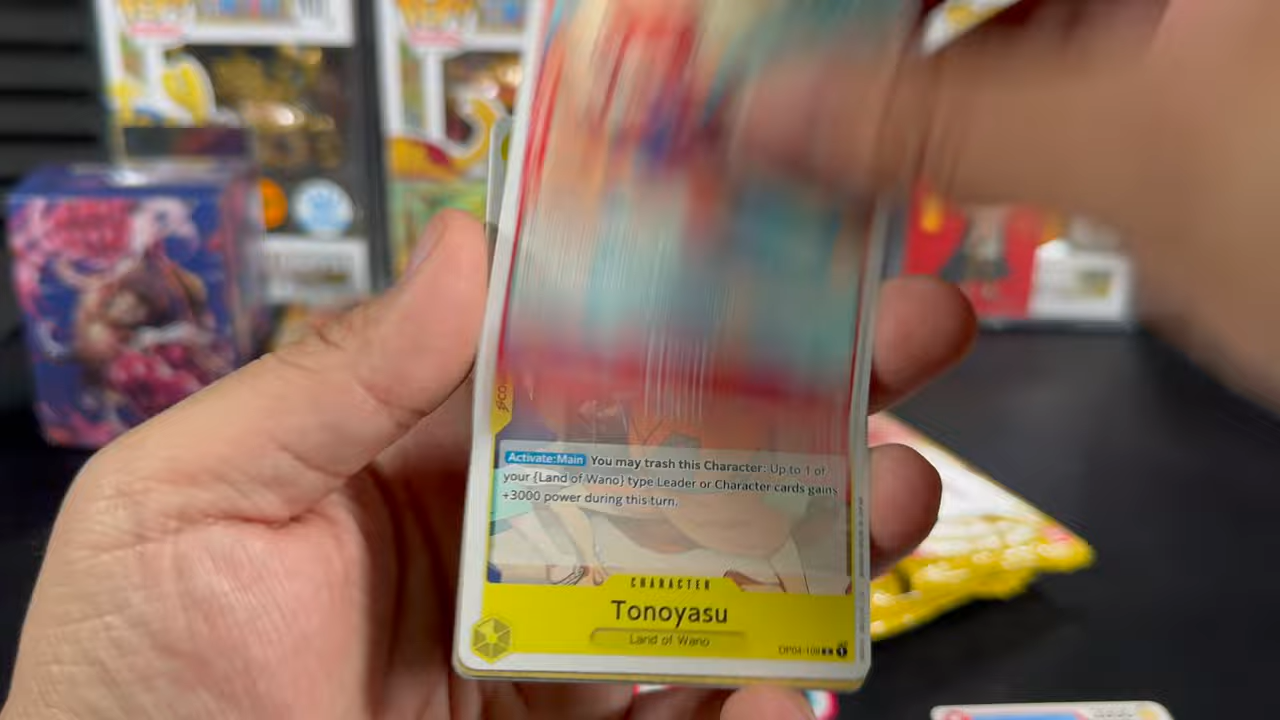 Activate:Main You may trash this Character: Up to 1 of
your {Land of Wano} type Leader or Character cards gains
+3000 power during this turn.
CHARACTER
Tonoyasu
Land of Wano